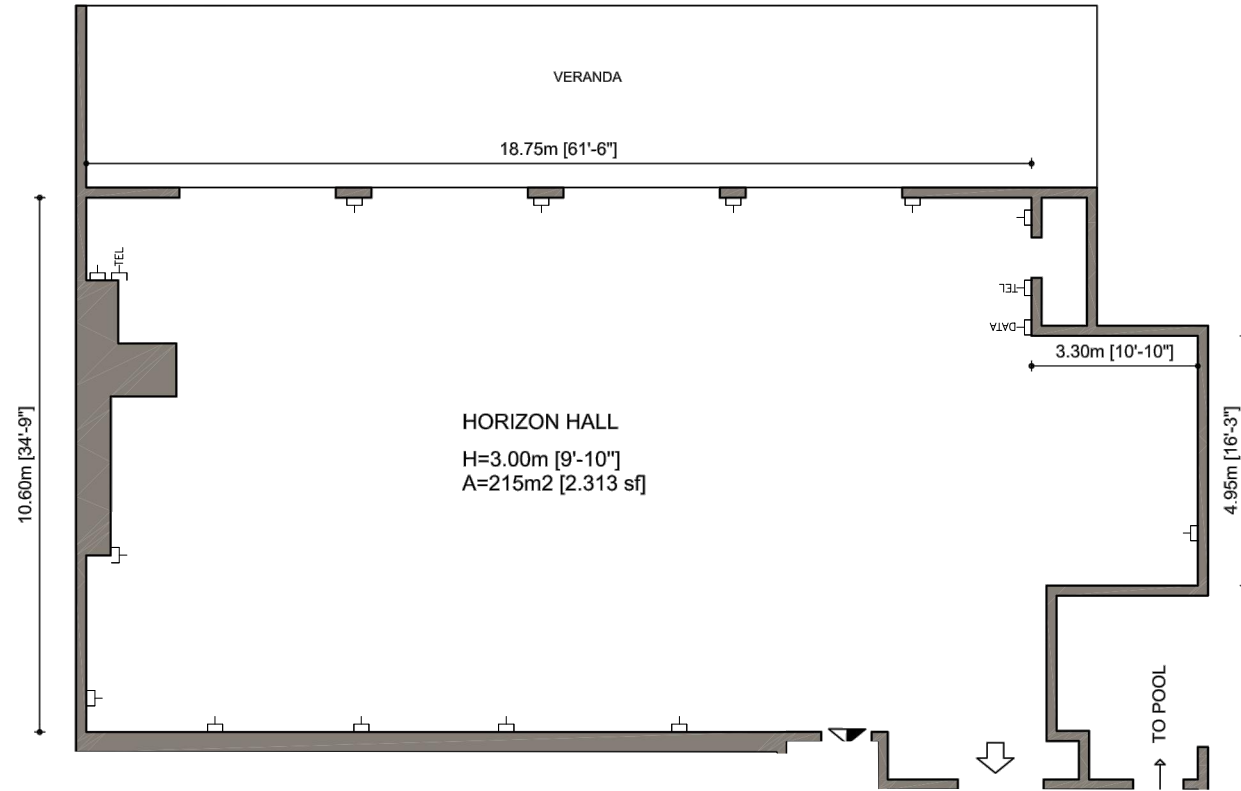 VERANDA
18.75m [61'-6"]
TEL
TEL
DATA
3.30m [10'-10"]
10.60m [34'-9"]
HORIZON HALL
H=3.00m [9'-10"]
A=215m2 [2.313 sf]
4.95m [16'-3"]
TO POOL